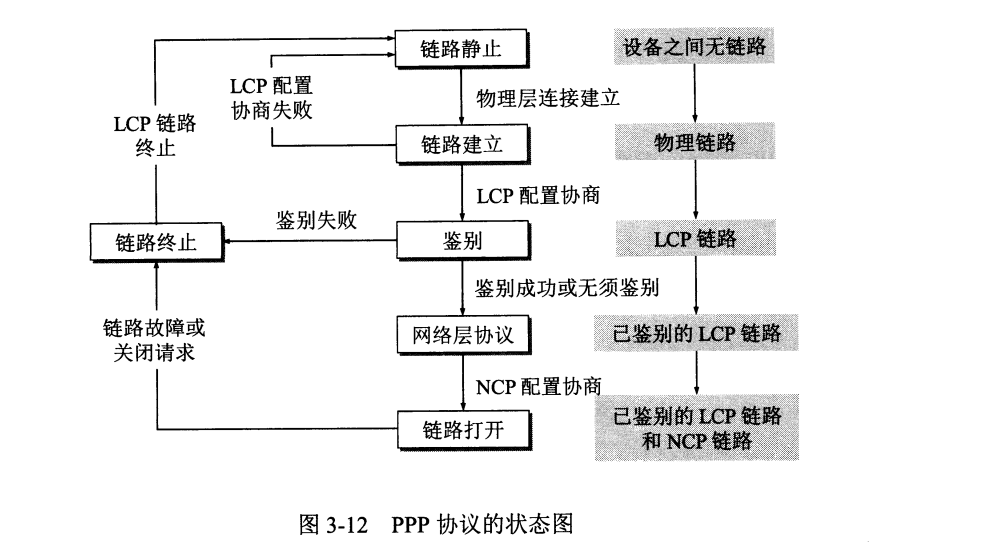 链路静止
设备之间无链路
LCP 配置
协商失败
物理层连接建立
LCP 链路
终止
链路建立
物理链路
LCP 配置协商
鉴别失败
链路终止
鉴别
LCP 链路
鉴别成功或无须鉴别
链路故障或
关闭请求
网络层协议
已鉴别的 LCP 链路
NCP 配置协商
链路打开
已鉴别的 LCP 链路
和 NCP 链路
图 3-12 PPP 协议的状态图